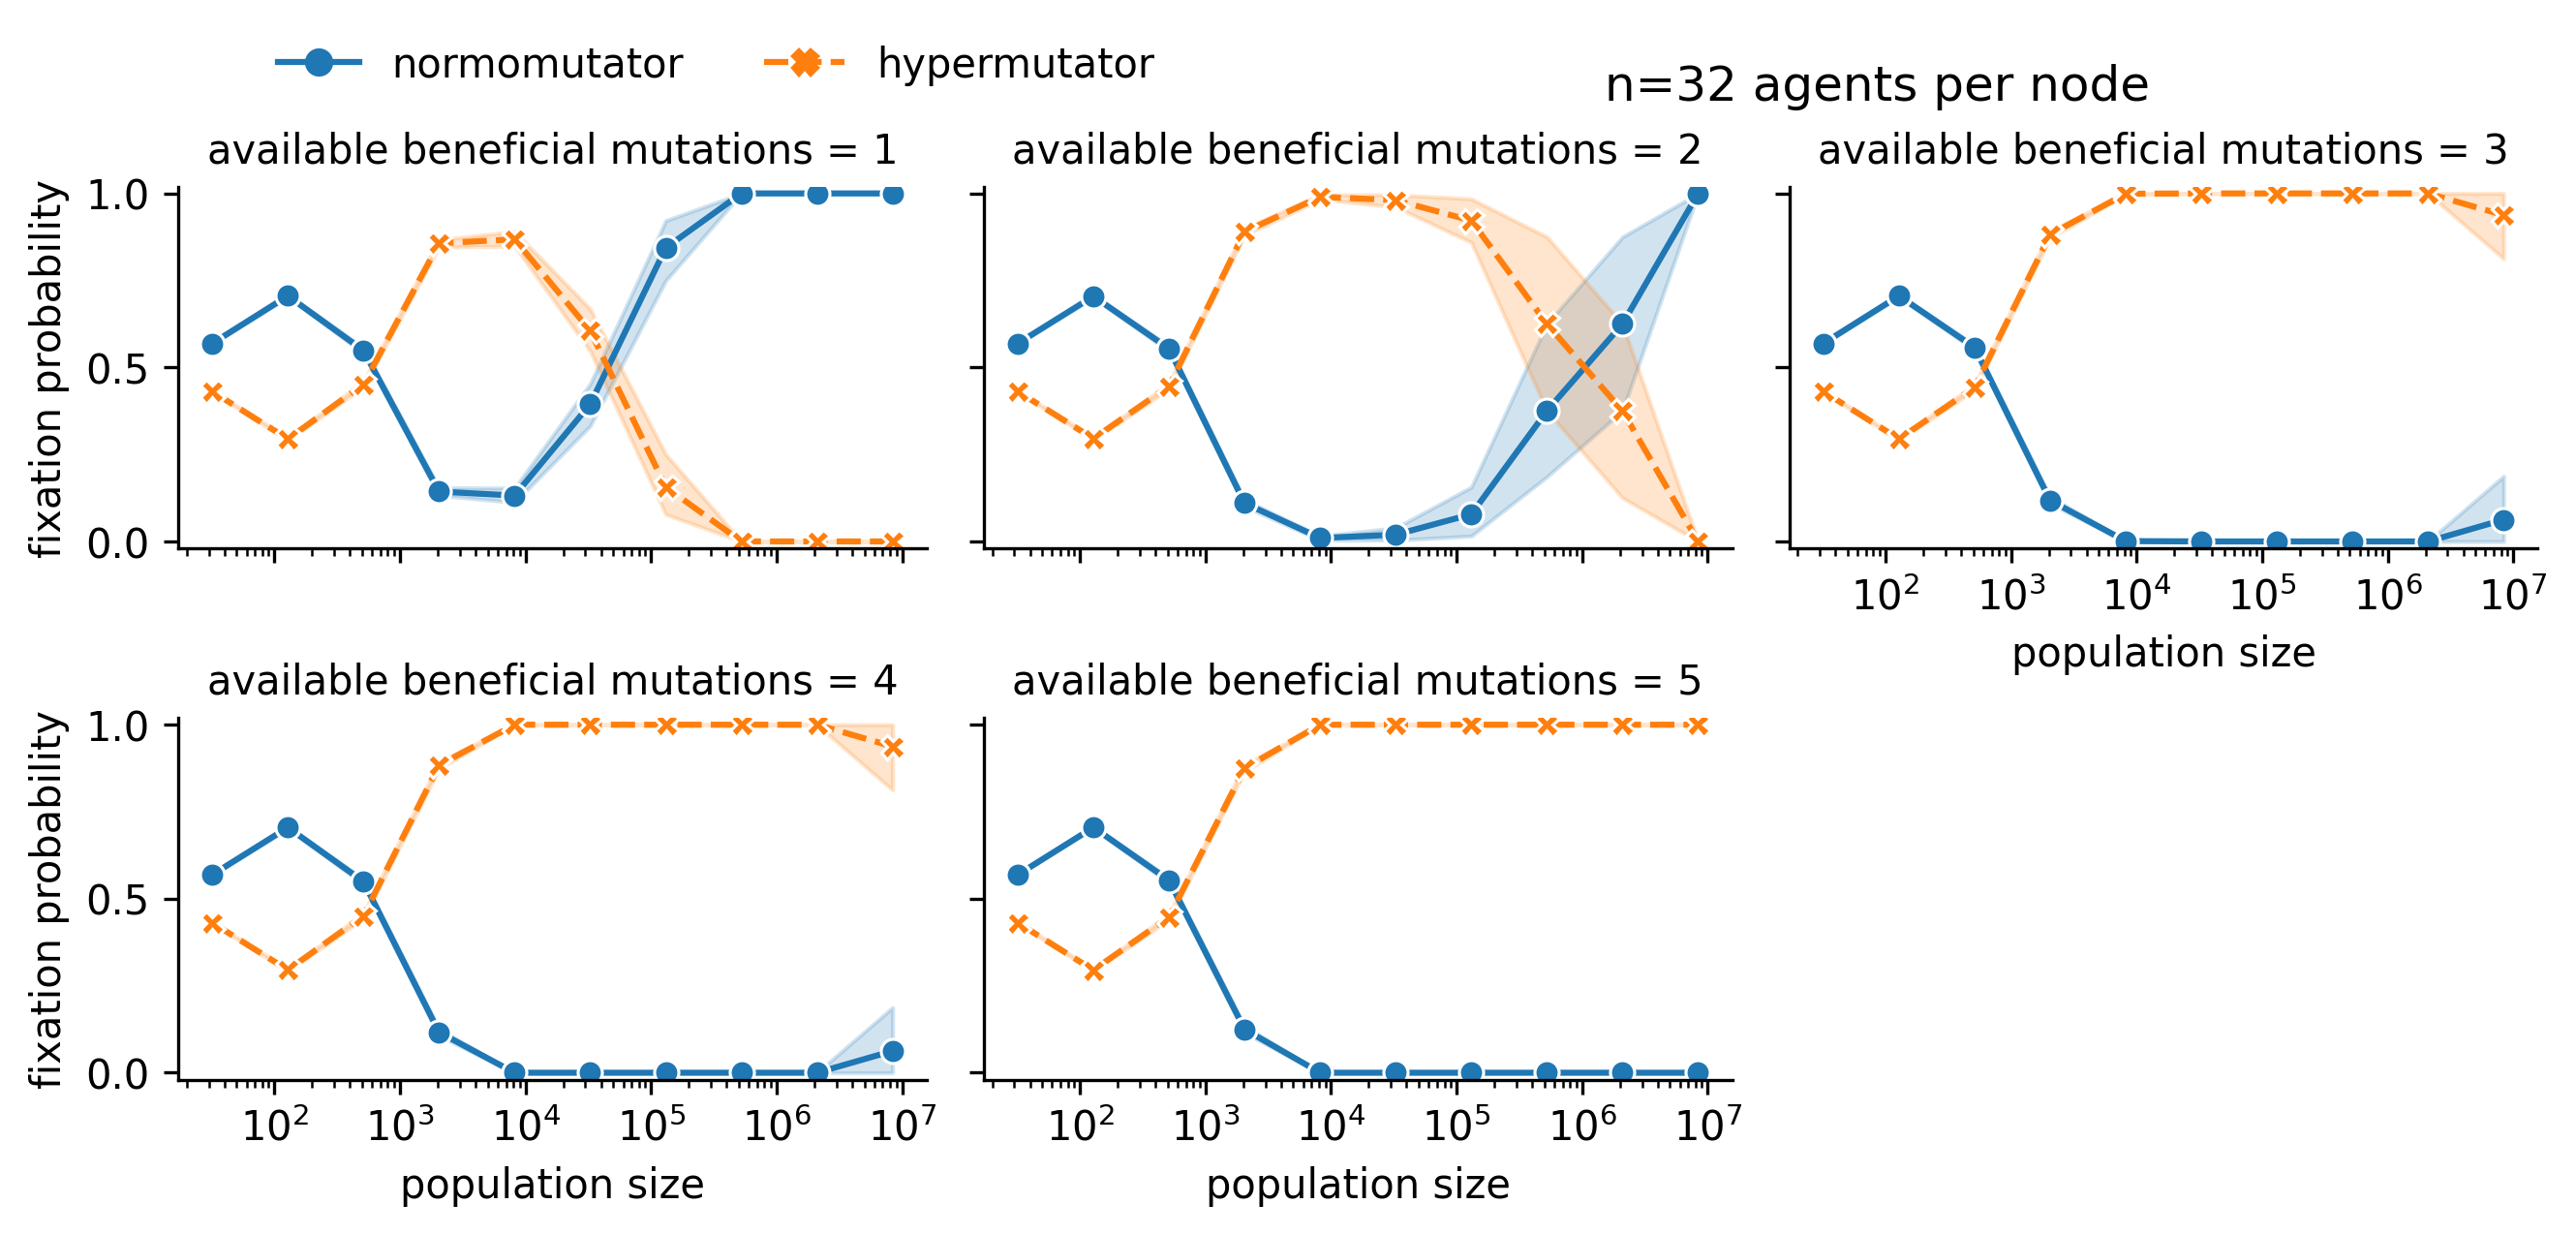 normomutator
hypermutator
n=32 agents per node
available beneficial mutations = 1
available beneficial mutations = 2
available beneficial mutations = 3
fixation probability
1.0
0.5
0.0
10²
10³
10⁴
10⁵
10⁶
10⁷
population size
available beneficial mutations = 4
available beneficial mutations = 5
fixation probability
1.0
0.5
0.0
10²
10³
10⁴
10⁵
10⁶
10⁷
10²
10³
10⁴
10⁵
10⁶
10⁷
population size
population size